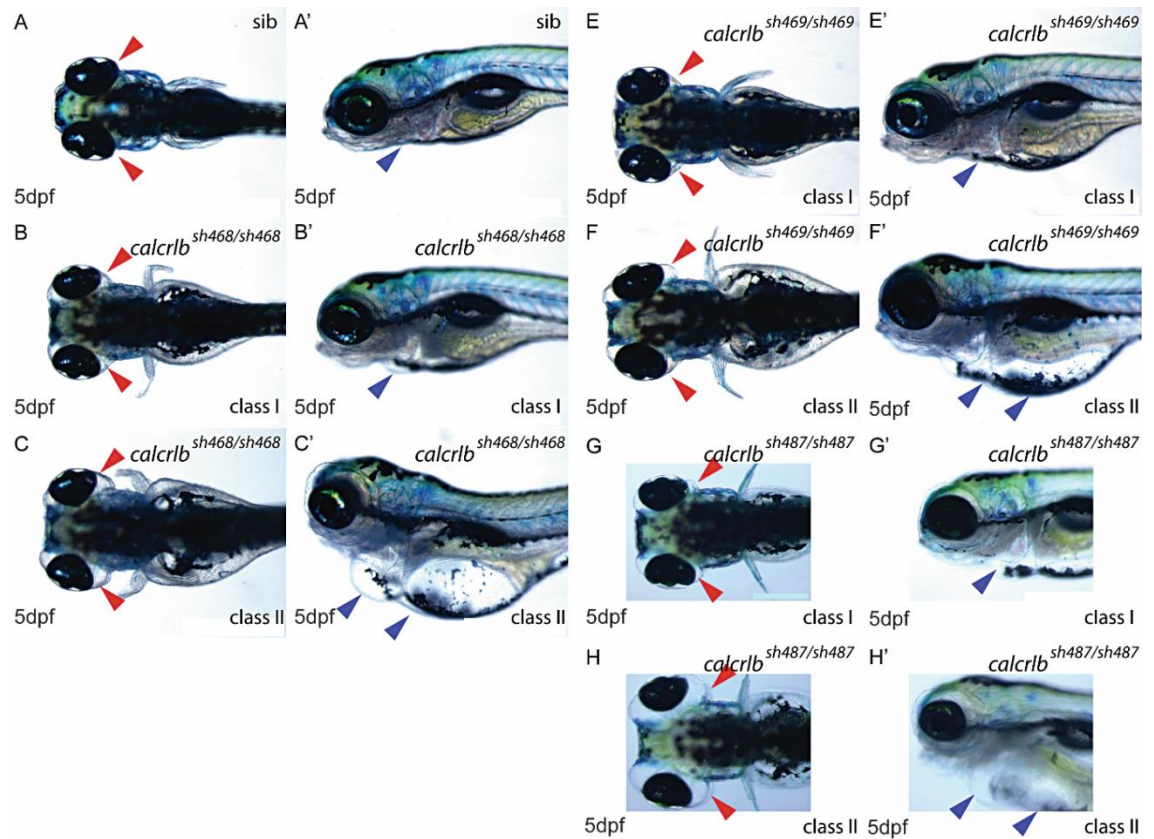 A
sib
5dpf
A'
sib
5dpf
B
calcrlb sh468/sh468
5dpf
class I
B'
calcrlb sh468/sh468
5dpf
class I
C
calcrlb sh468/sh468
5dpf
class II
C'
calcrlb sh468/sh468
5dpf
class II
E
calcrlb sh469/sh469
5dpf
class I
E'
calcrlb sh469/sh469
5dpf
class I
F
calcrlb sh469/sh469
5dpf
class II
F'
calcrlb sh469/sh469
5dpf
class II
G
calcrlb sh487/sh487
5dpf
class I
G'
calcrlb sh487/sh487
5dpf
class I
H
calcrlb sh487/sh487
5dpf
class II
H'
calcrlb sh487/sh487
5dpf
class II